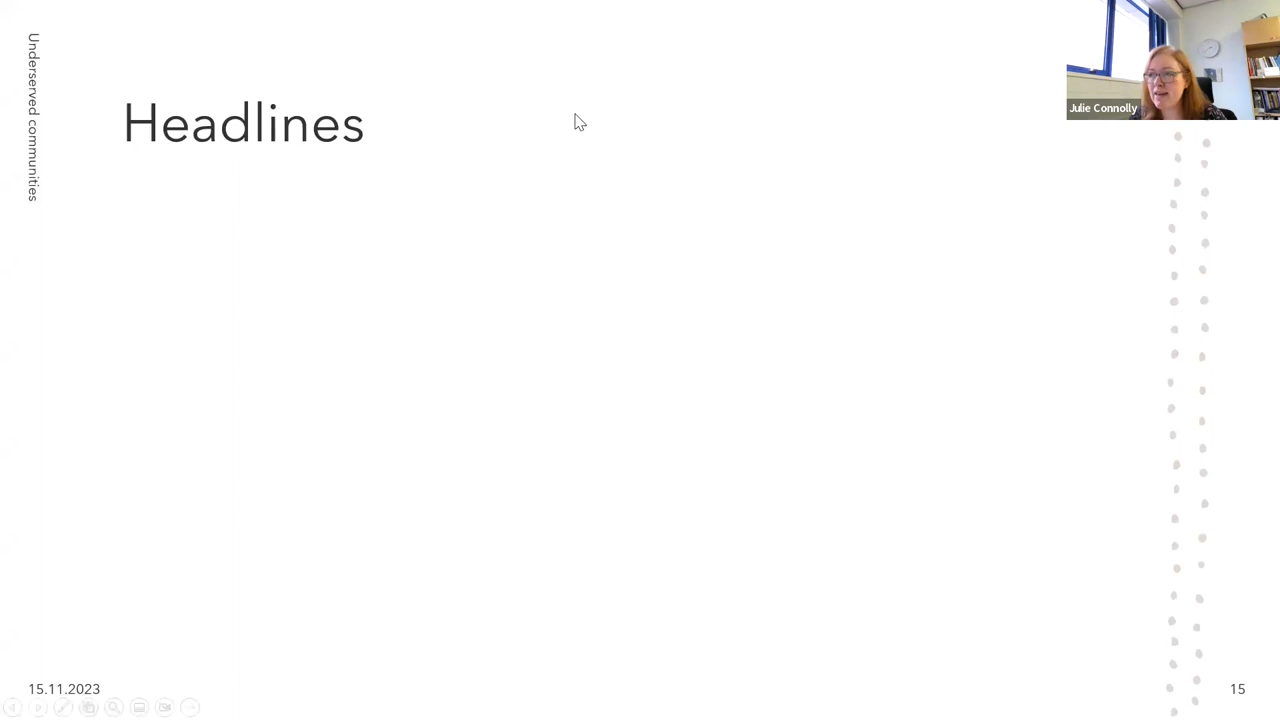 Underserved communities
Headlines
Julie Connolly
15.11.2023
15